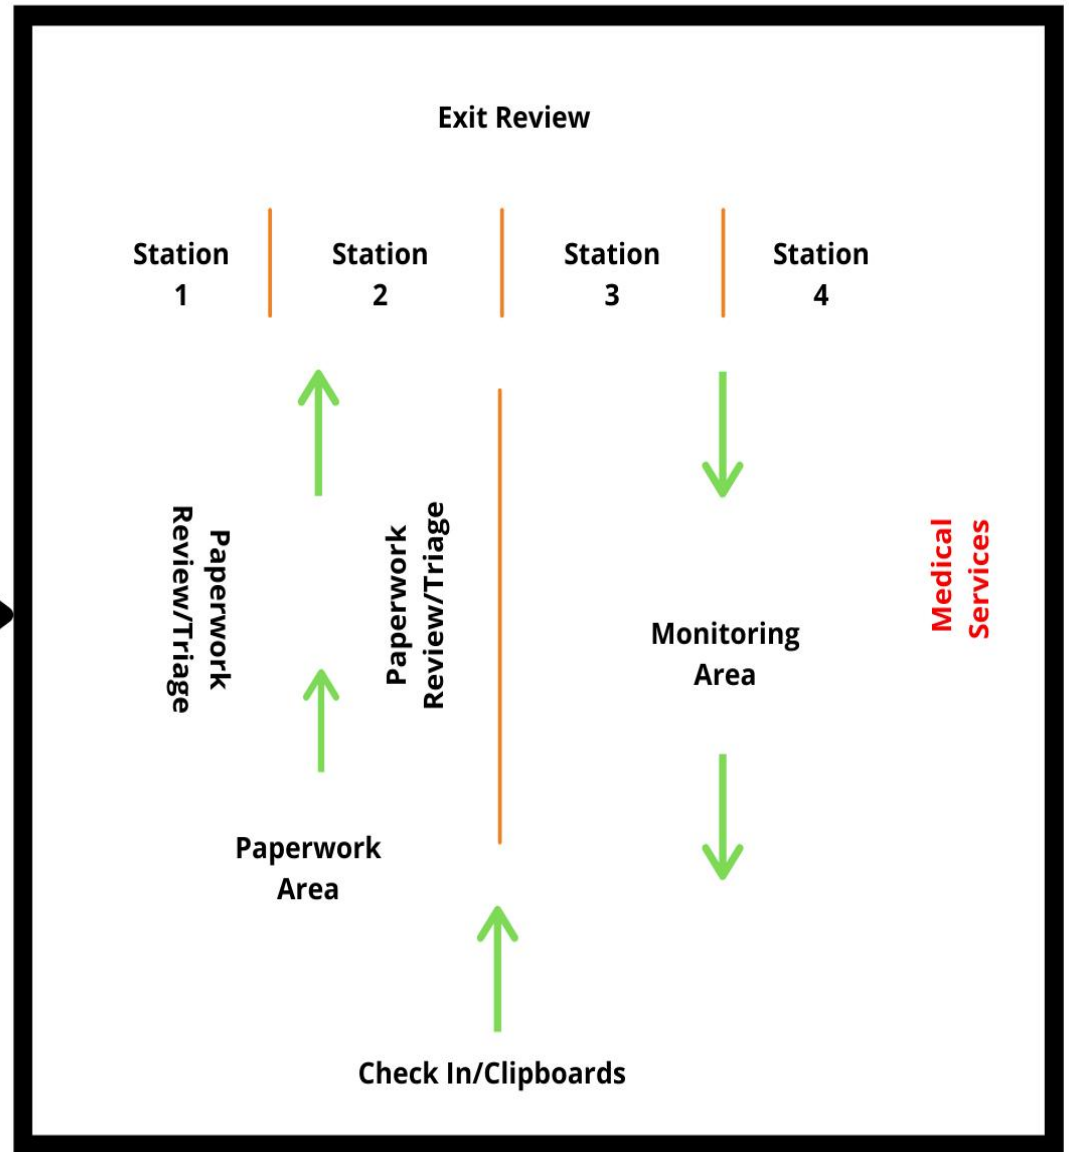 Exit Review
Station
1
Station
2
Station
3
Station
4
Paperwork
Review/Triage
Paperwork
Review/Triage
Monitoring
Area
Medical
Services
Paperwork
Area
Check In/Clipboards